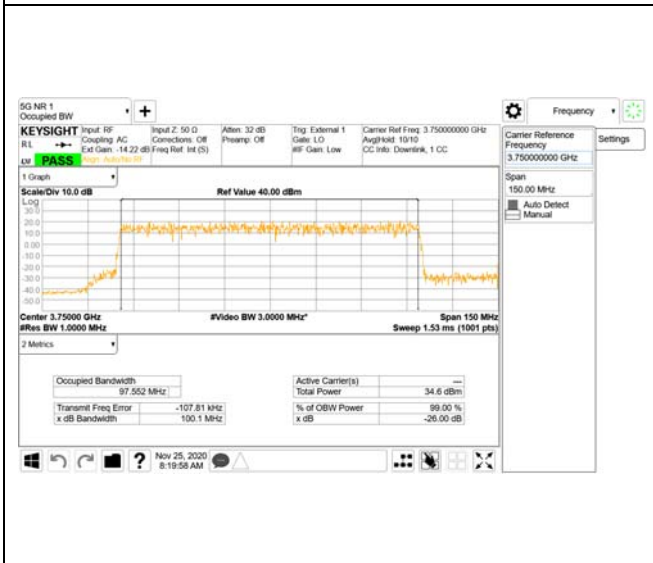 5G NR 1
Occupied BW
+
Frequency
KEYSIGHT
Input: RF
Input Z: 50 Ω
Atten: 32 dB
Trig: External 1
Carrier Ref Freq: 3.750000000 GHz
RL
Coupling: AC
Corrections: Off
Preamp: Off
Gate: LO
Avg|Hold: 10/10
Ext Gain: -14.22 dB
Freq Ref: Int (S)
#IF Gain: Low
CC Info: Downlink, 1 CC
PASS
Align: Auto/No RF
Carrier Reference
Frequency
3.750000000 GHz
Settings
Span
150.00 MHz
Auto Detect
Manual
1 Graph
Scale/Div 10.0 dB
Ref Value 40.00 dBm
Log
30.0
20.0
10.0
0.00
-10.0
-20.0
-30.0
-40.0
-50.0
Center 3.75000 GHz
#Video BW 3.0000 MHz*
Span 150 MHz
#Res BW 1.0000 MHz
Sweep 1.53 ms (1001 pts)
2 Metrics
Occupied Bandwidth
97.552 MHz
Active Carrier(s)
---
Total Power
34.6 dBm
Transmit Freq Error
-107.81 kHz
% of OBW Power
99.00 %
x dB Bandwidth
100.1 MHz
x dB
-26.00 dB
?
Nov 25, 2020
8:19:58 AM